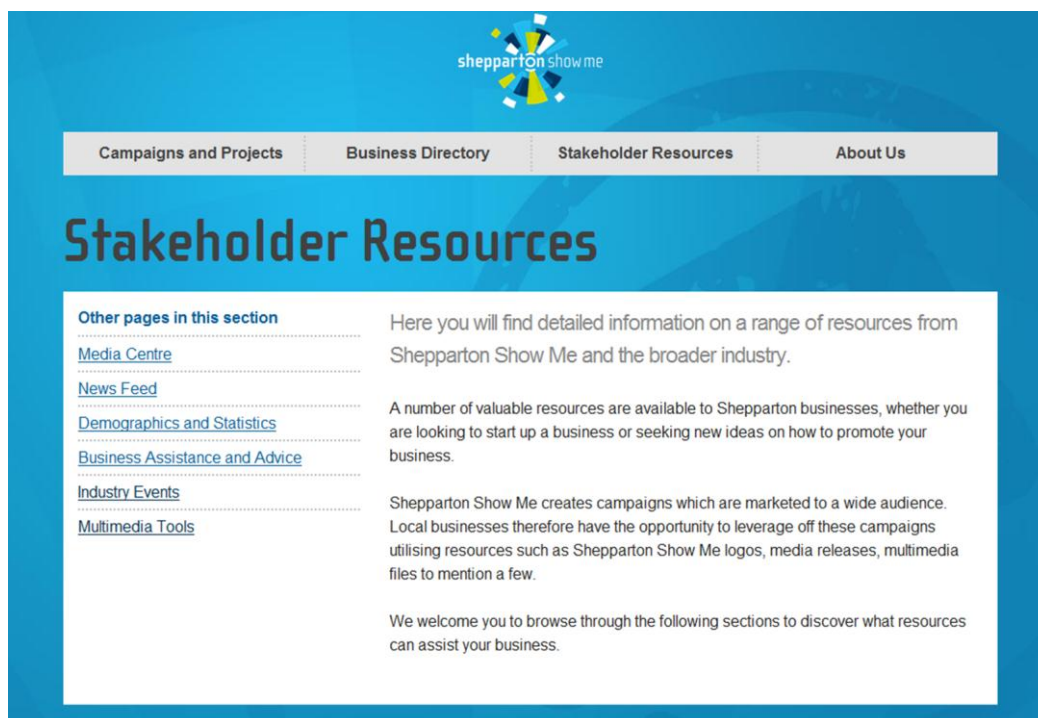 shepparton show me
Campaigns and Projects
Business Directory
Stakeholder Resources
About Us
Stakeholder Resources
Other pages in this section
Media Centre
News Feed
Demographics and Statistics
Business Assistance and Advice
Industry Events
Multimedia Tools
Here you will find detailed information on a range of resources from
Shepparton Show Me and the broader industry.
A number of valuable resources are available to Shepparton businesses, whether you
are looking to start up a business or seeking new ideas on how to promote your
business.
Shepparton Show Me creates campaigns which are marketed to a wide audience.
Local businesses therefore have the opportunity to leverage off these campaigns
utilising resources such as Shepparton Show Me logos, media releases, multimedia
files to mention a few.
We welcome you to browse through the following sections to discover what resources
can assist your business.